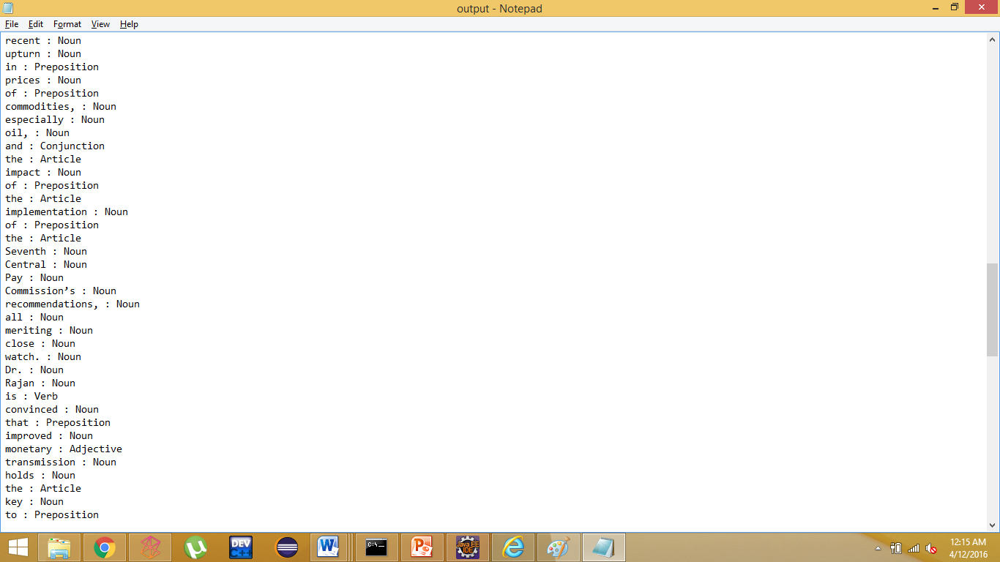 output - Notepad
File Edit Format View Help
recent : Noun
upturn : Noun
in : Preposition
prices : Noun
of : Preposition
commodities, : Noun
especially : Noun
oil, : Noun
and : Conjunction
the : Article
impact : Noun
of : Preposition
the : Article
implementation : Noun
of : Preposition
the : Article
Seventh : Noun
Central : Noun
Pay : Noun
Commission’s : Noun
recommendations, : Noun
all : Noun
meriting : Noun
close : Noun
watch. : Noun
Dr. : Noun
Rajan : Noun
is : Verb
convinced : Noun
that : Preposition
improved : Noun
monetary : Adjective
transmission : Noun
holds : Noun
the : Article
key : Noun
to : Preposition
DEV
C++
W
C:\
P
Java EE
IDE
12:15 AM
4/12/2016